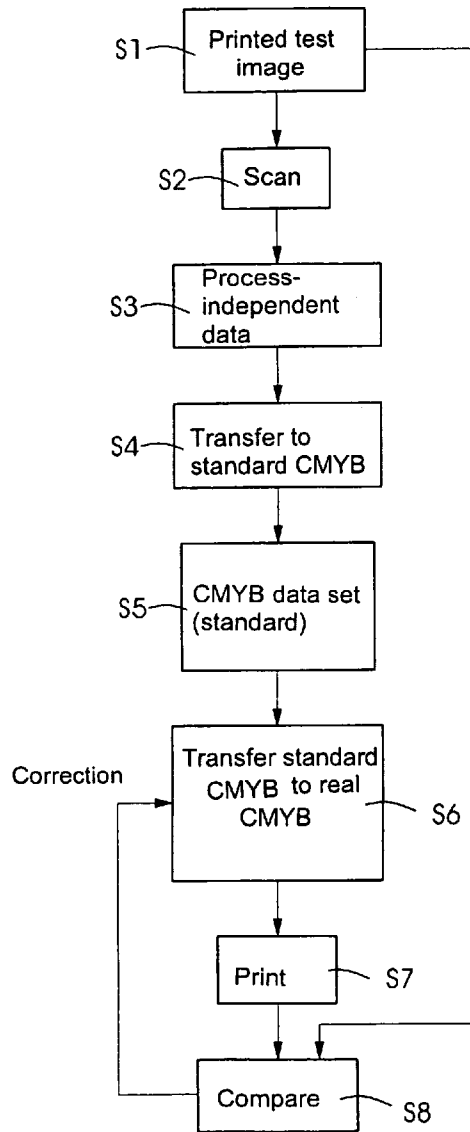 S1
Printed test
image
S2
Scan
S3
Process-
independent
data
S4
Transfer to
standard CMYB
S5
CMYB data set
(standard)
Correction
Transfer standard
CMYB to real
CMYB
S6
Print
S7
Compare
S8